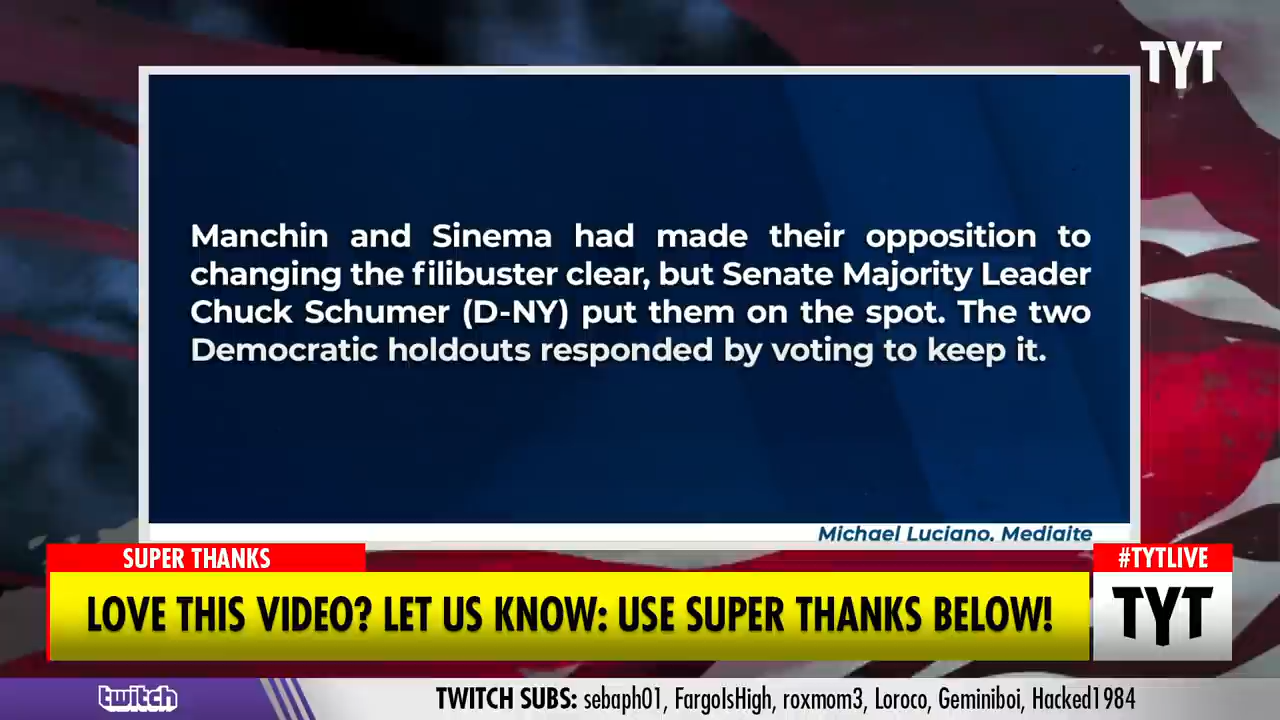 TYT
Manchin and Sinema had made their opposition to
changing the filibuster clear, but Senate Majority Leader
Chuck Schumer (D-NY) put them on the spot. The two
Democratic holdouts responded by voting to keep it.
Michael Luciano, Mediaite
SUPER THANKS
#TYTLIVE
LOVE THIS VIDEO? LET US KNOW: USE SUPER THANKS BELOW!
TYT
twitch
TWITCH SUBS: sebaph01, FargoIsHigh, roxmom3, Loroco, Geminiboi, Hacked1984